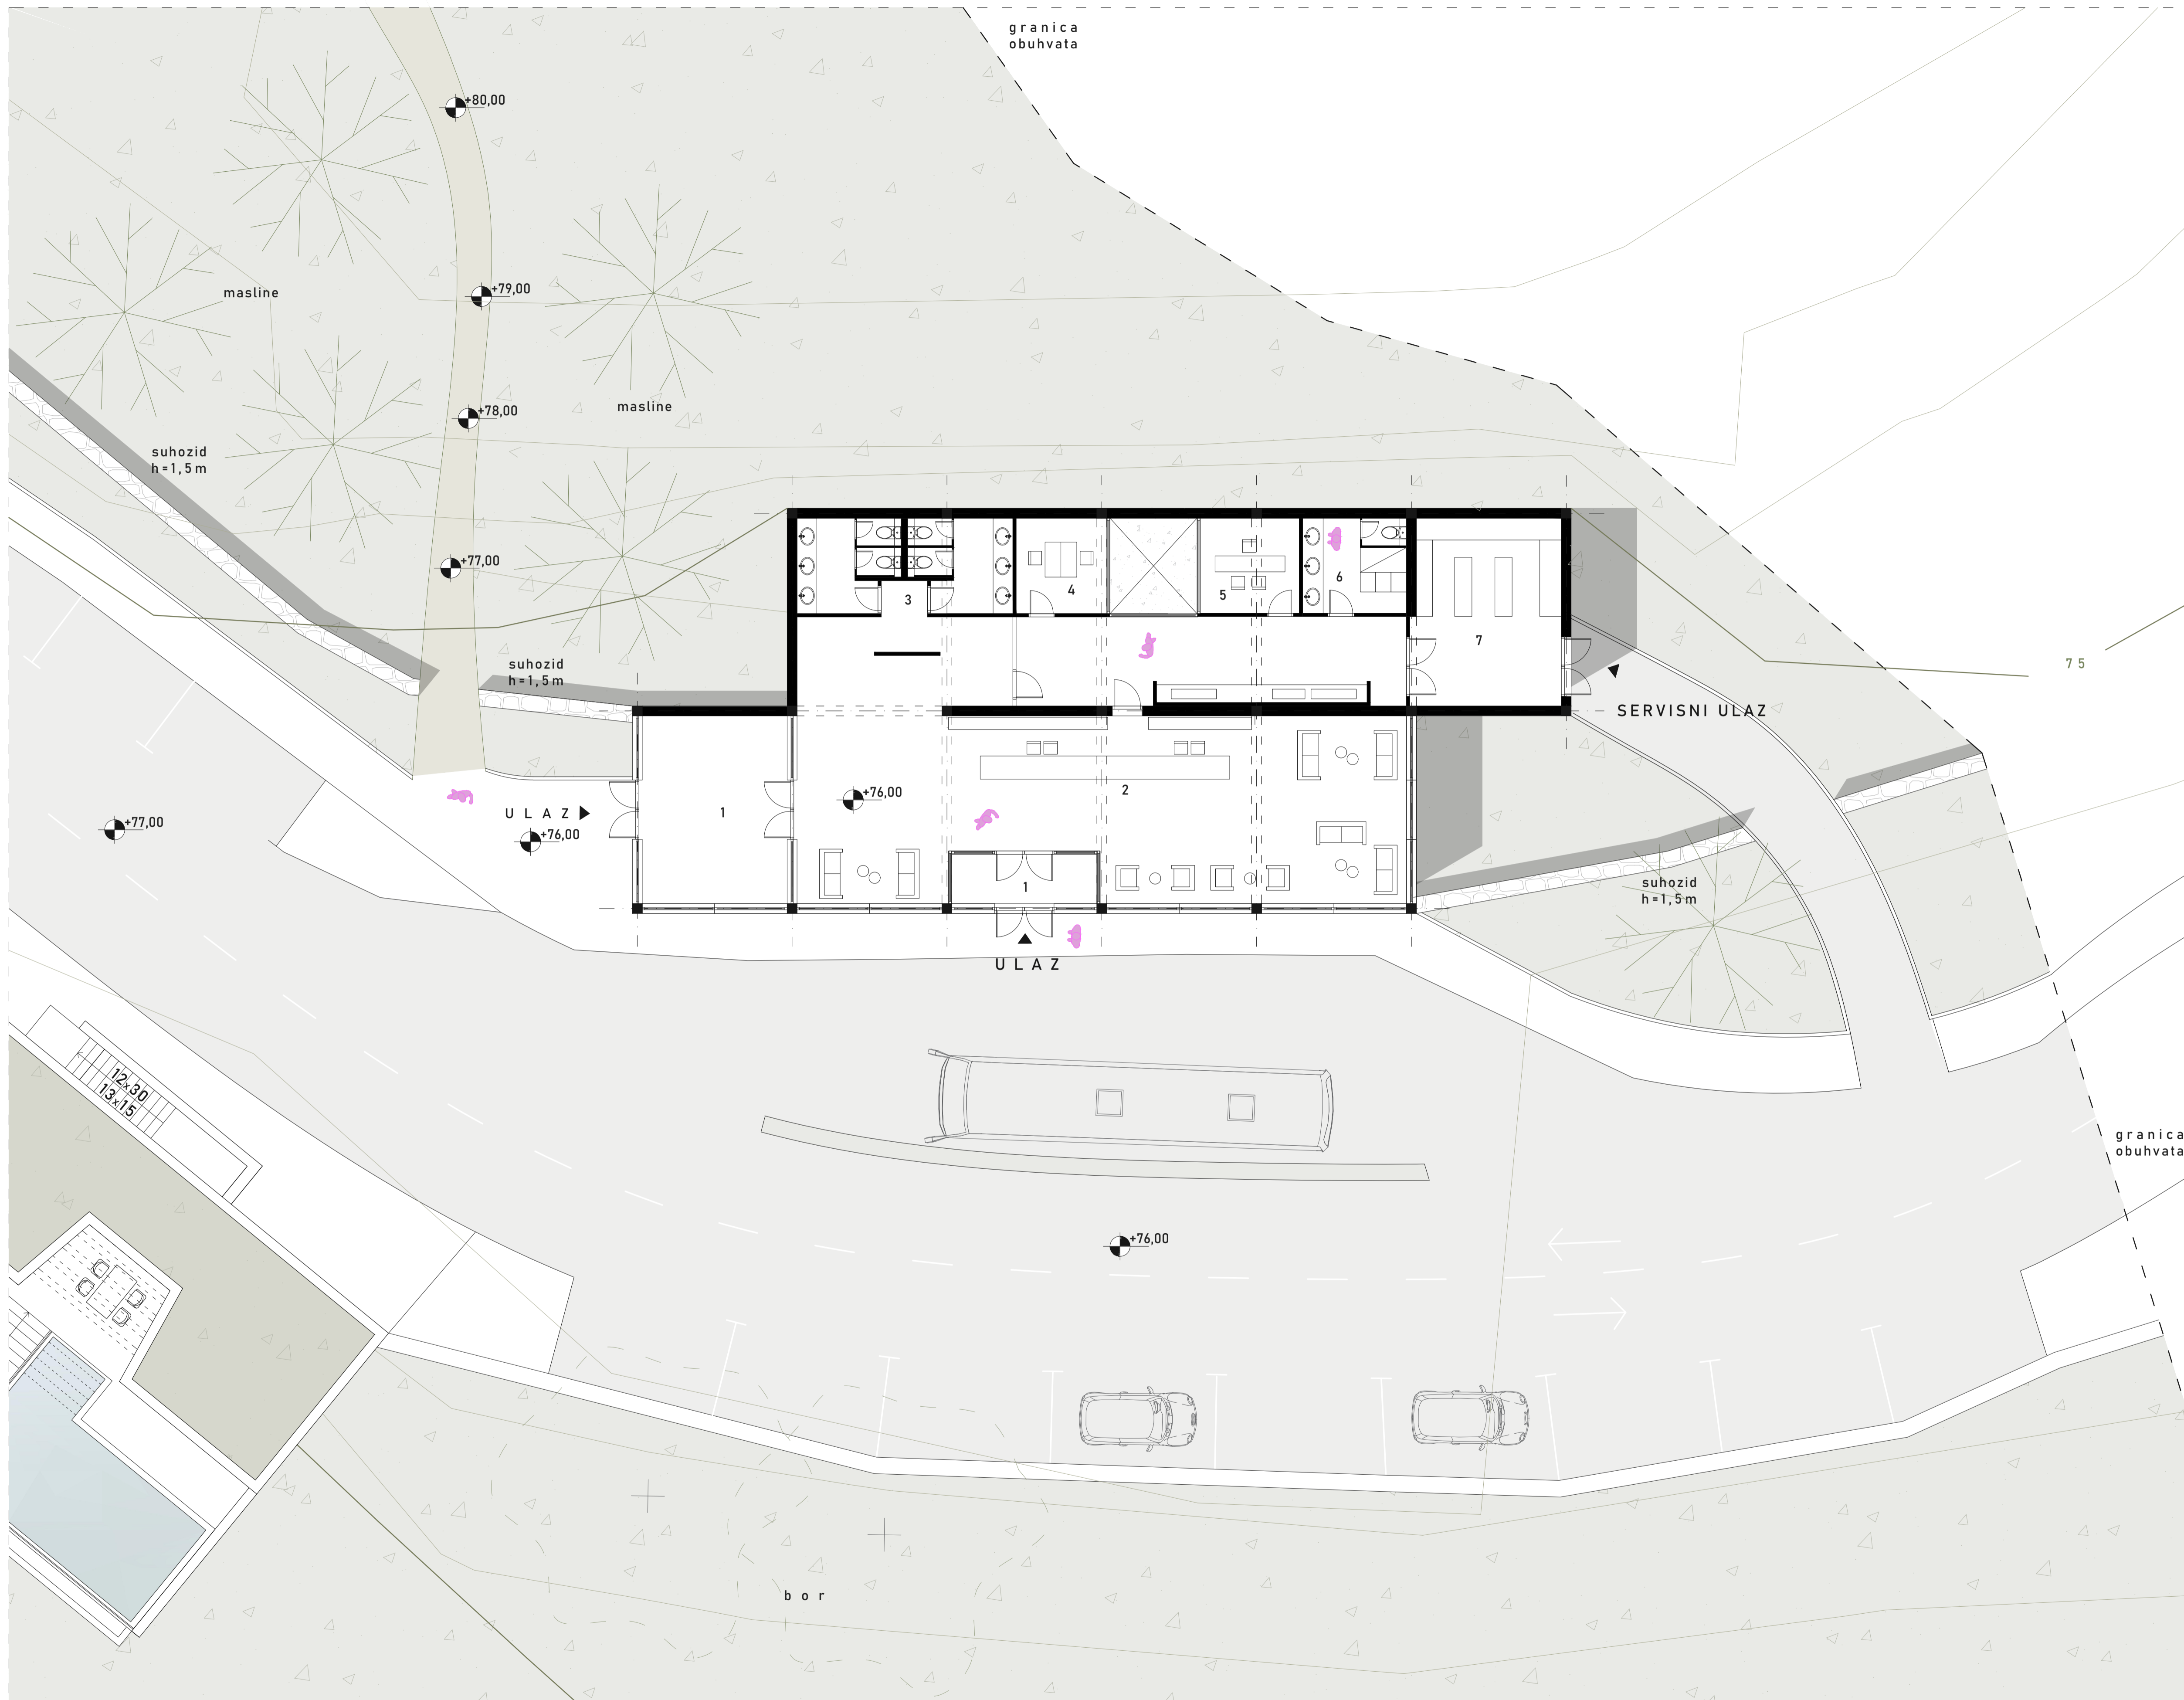 granica
obuhvata
+80,00
+79,00
masline
masline
+78,00
suhozid
h=1,5m
+77,00
3
4
5
6
7
suhozid
h=1,5m
75
SERVISNI ULAZ
+76,00
2
ULAZ
1
+77,00
+76,00
1
suhozid
h=1,5m
ULAZ
12x30
13x15
granica
obuhvata
+76,00
bor